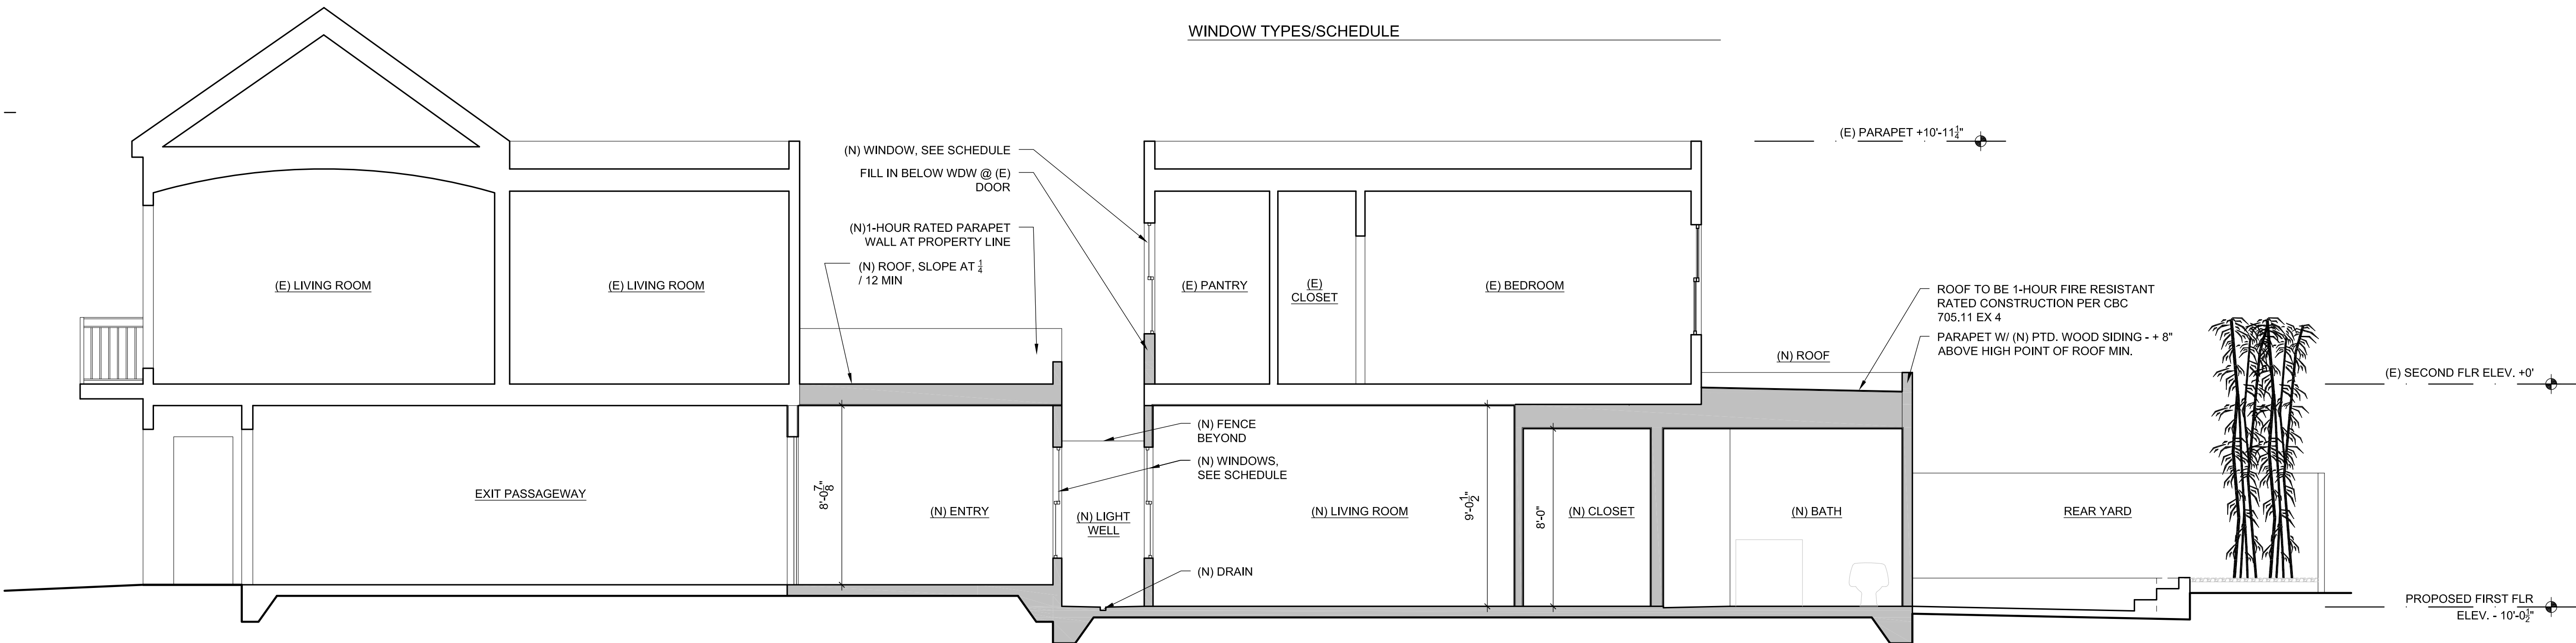 WINDOW TYPES/SCHEDULE
(E) PARAPET +10'-11¼"
(N) WINDOW, SEE SCHEDULE
FILL IN BELOW WDW @ (E)
DOOR
(N)1-HOUR RATED PARAPET
WALL AT PROPERTY LINE
(N) ROOF, SLOPE AT ¼
/ 12 MIN
(E) LIVING ROOM
(E) LIVING ROOM
(E) PANTRY
(E)
CLOSET
(E) BEDROOM
ROOF TO BE 1-HOUR FIRE RESISTANT
RATED CONSTRUCTION PER CBC
705.11 EX 4
PARAPET W/ (N) PTD. WOOD SIDING - + 8"
ABOVE HIGH POINT OF ROOF MIN.
(N) ROOF
(E) SECOND FLR ELEV. +0'
(N) FENCE
BEYOND
(N) WINDOWS,
SEE SCHEDULE
EXIT PASSAGEWAY
8'-0⅞"
(N) ENTRY
(N) LIGHT
WELL
(N) LIVING ROOM
9'-0½"
8'-0"
(N) CLOSET
(N) BATH
REAR YARD
(N) DRAIN
PROPOSED FIRST FLR
ELEV. - 10'-0½"